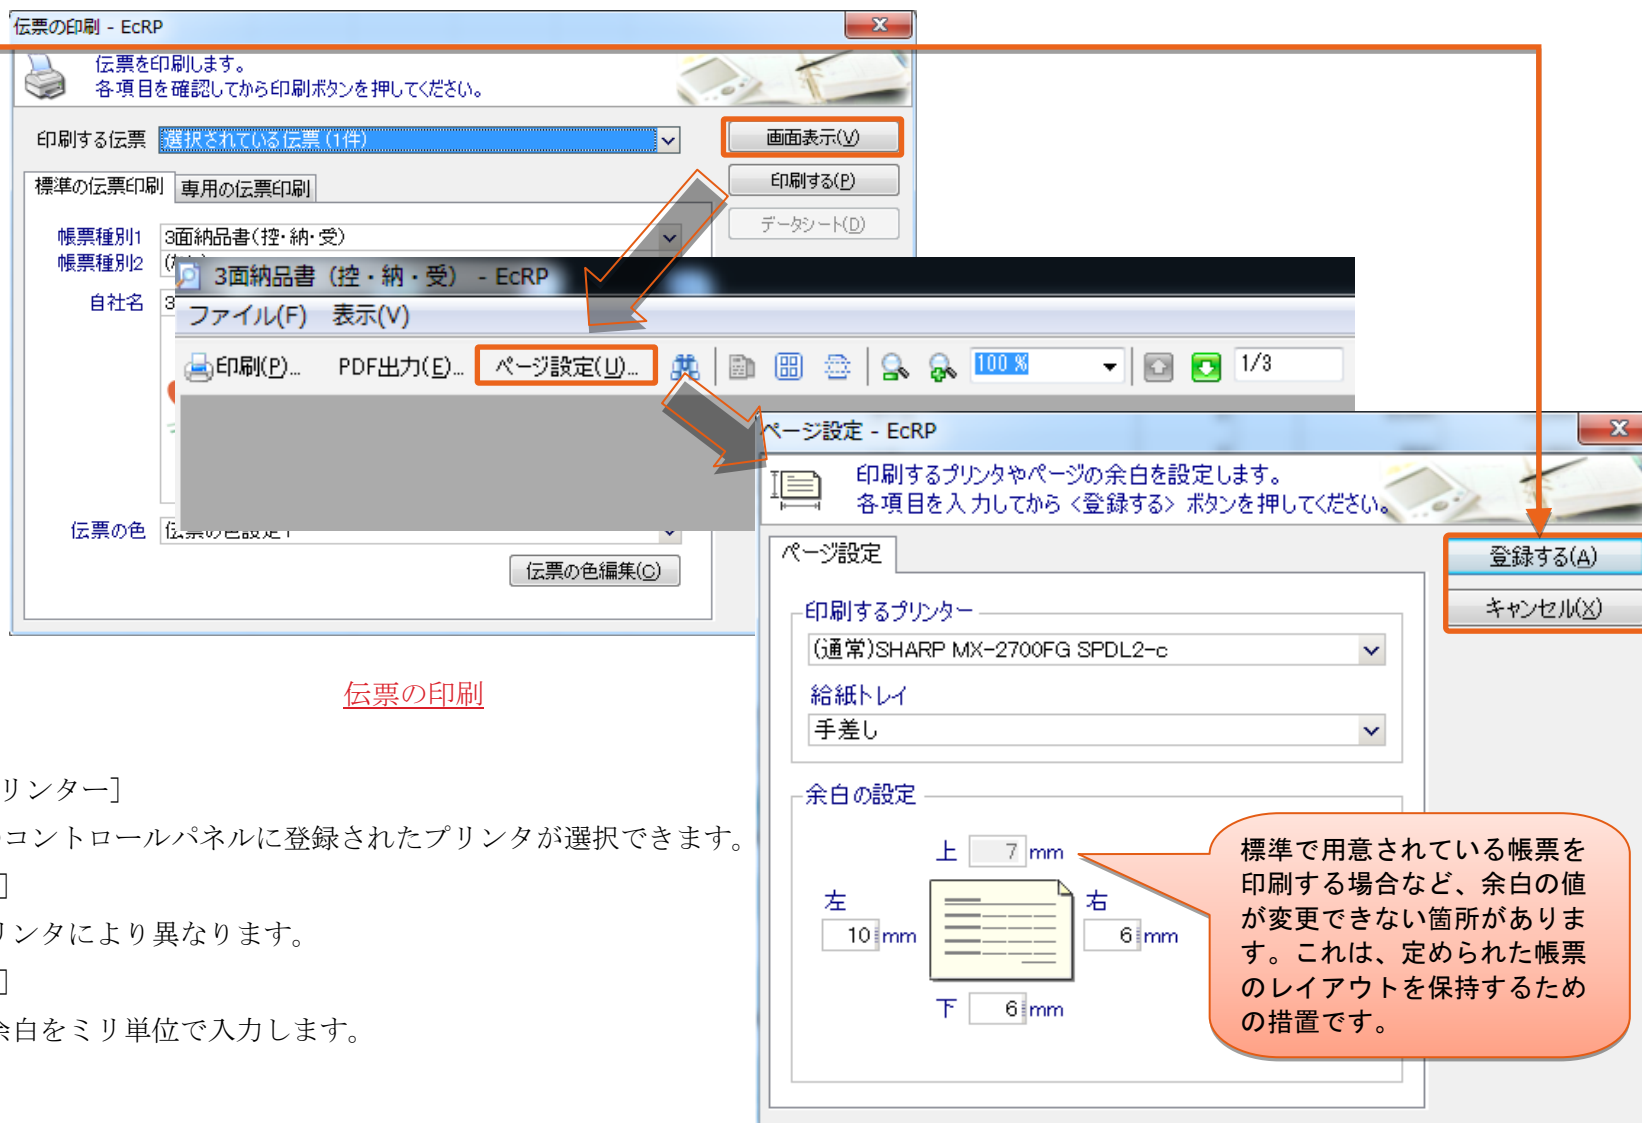 伝票の印刷 - EcRP
伝票を印刷します。
各項目を確認してから印刷ボタンを押してください。
印刷する伝票 選択されている伝票(1件)
画面表示(V)
印刷する(P)
データシート(D)
標準の伝票印刷 専用の伝票印刷
帳票種別1 3面納品書(控・納・受)
帳票種別2
自社名 3
3面納品書(控・納・受) - EcRP
ファイル(F) 表示(V)
印刷(P)... PDF出力(E)... ページ設定(U)... 100 % 1/3
伝票の色 伝票の色設定1
伝票の色編集(C)
ページ設定 - EcRP
印刷するプリンタやページの余白を設定します。
各項目を入力してから<登録する>ボタンを押してください。
ページ設定
登録する(A)
キャンセル(X)
印刷するプリンター
(通常)SHARP MX-2700FG SPDL2-c
給紙トレイ
手差し
余白の設定
上 7 mm
左
10 mm
右
6 mm
下 6 mm
標準で用意されている帳票を
印刷する場合など、余白の値
が変更できない箇所がありま
す。これは、定められた帳票
のレイアウトを保持するため
の措置です。
伝票の印刷
リンター]
コントロールパネルに登録されたプリンタが選択できます。
]
リンタにより異なります。
]
余白をミリ単位で入力します。